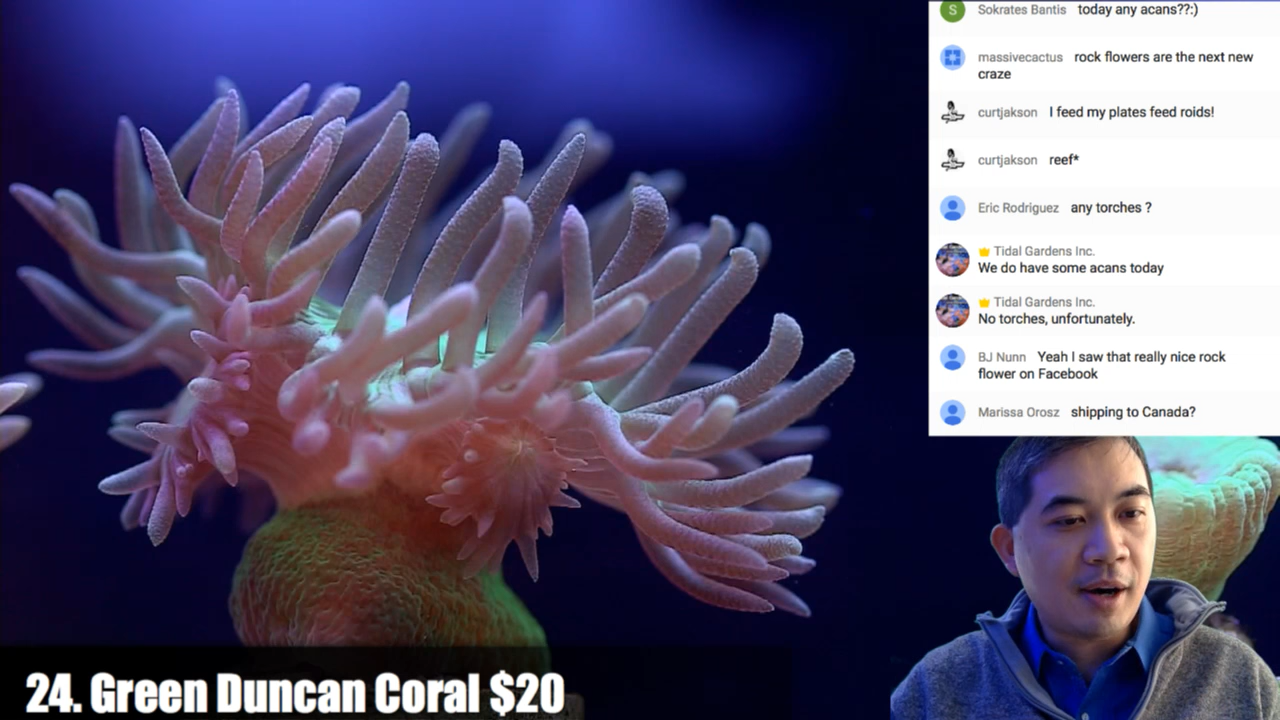 S Sokrates Bantis today any acans??:)
massivecactus rock flowers are the next new
craze
curtjakson I feed my plates feed roids!
curtjakson reef*
Eric Rodriguez any torches ?
Tidal Gardens Inc.
We do have some acans today
Tidal Gardens Inc.
No torches, unfortunately.
BJ Nunn Yeah I saw that really nice rock
flower on Facebook
Marissa Orosz shipping to Canada?
24. Green Duncan Coral $20